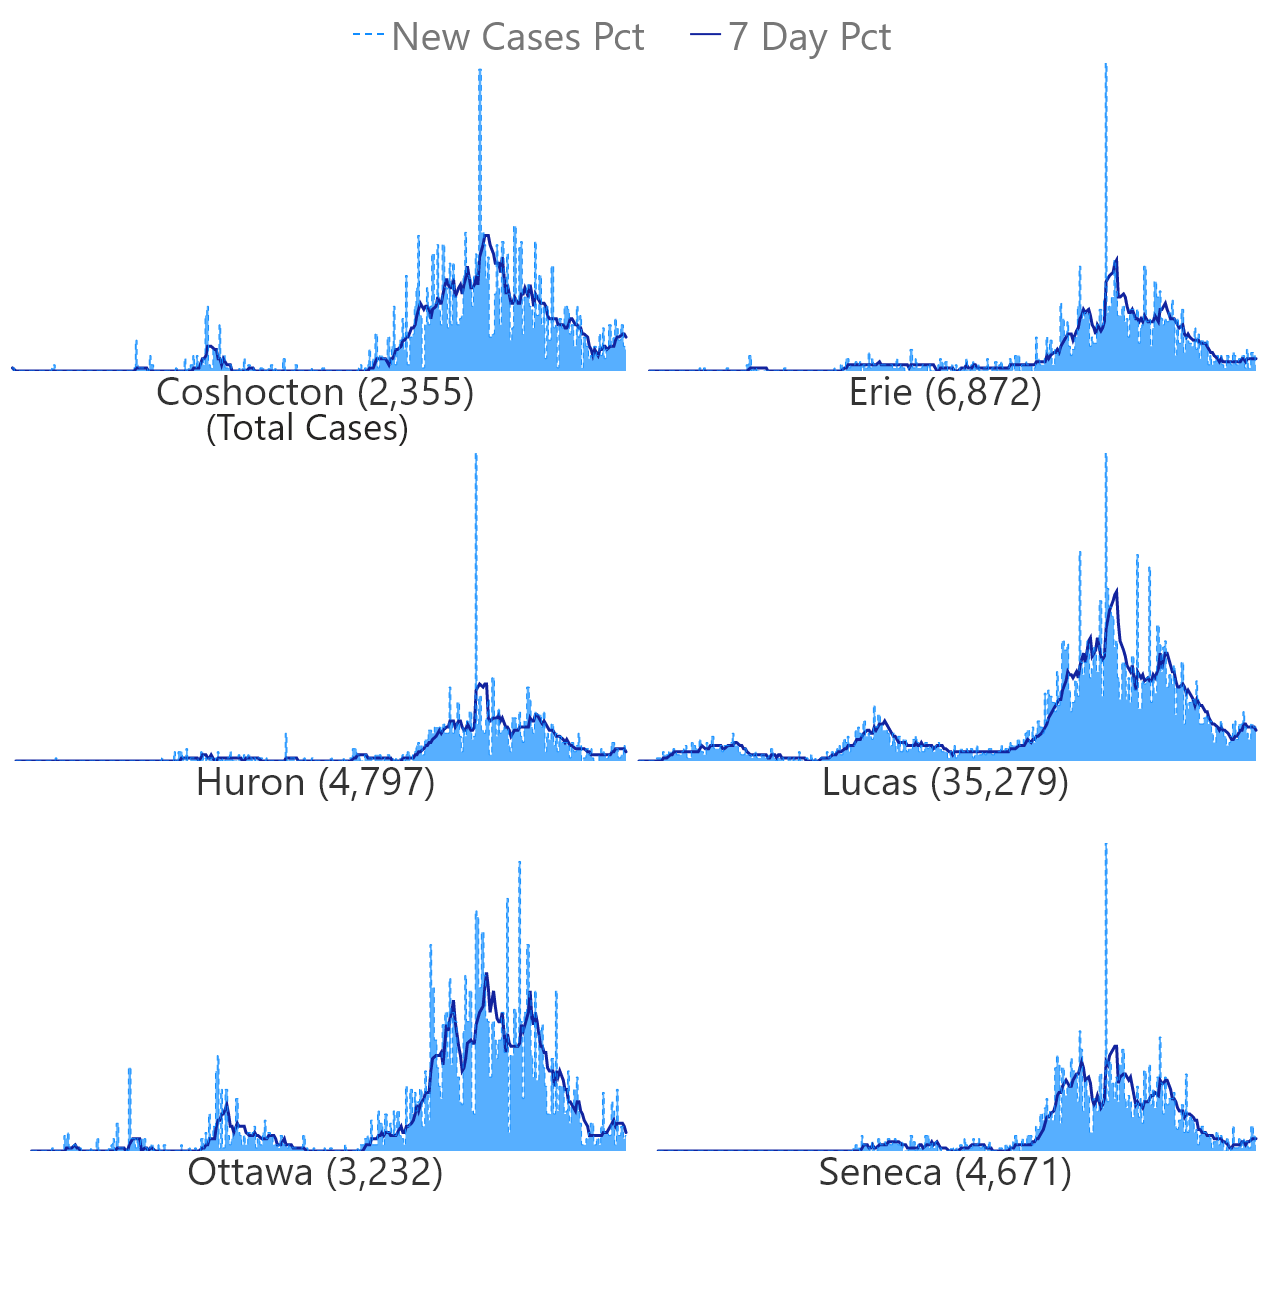 New Cases Pct 7 Day Pct
Coshocton (2,355) Erie (6,872)
(Total Cases)
Huron (4,797) Lucas (35,279)
Ottawa (3,232) Seneca (4,671)